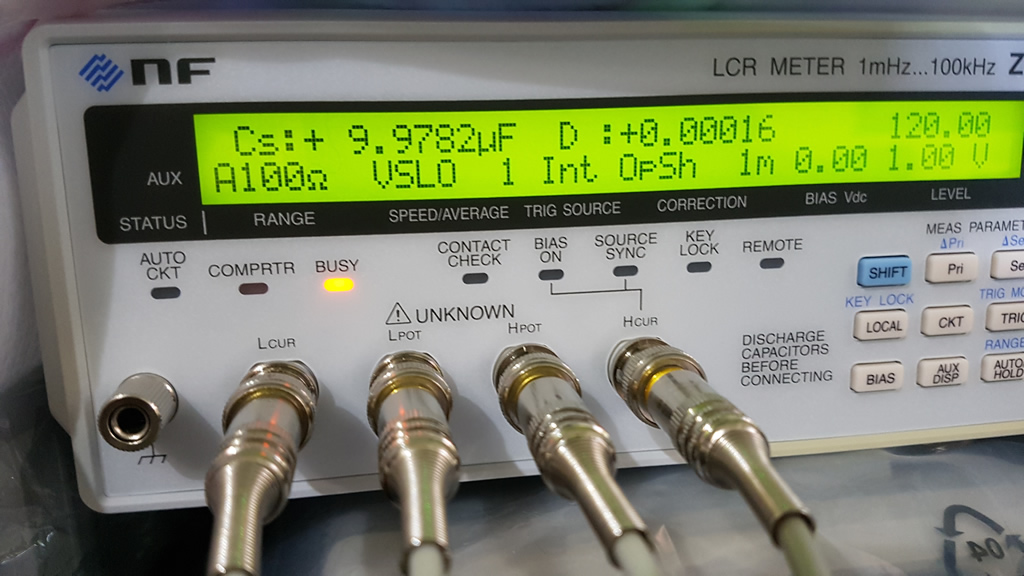 NF
LCR METER 1mHz...100kHz Z
Cs:+ 9.9782µF D :+0.00016 120.00
A100Ω VSLO 1 Int OpSh 1m 0.00 1.00 V
AUX
STATUS RANGE SPEED/AVERAGE TRIG SOURCE CORRECTION BIAS Vdc LEVEL
AUTO CKT
COMPRTR
BUSY
CONTACT CHECK
BIAS ON
SOURCE SYNC
KEY LOCK
REMOTE
MEAS PARAMET
ΔPri ΔSe
SHIFT Pri Se
KEY LOCK TRIG MO
LOCAL CKT TRIG
RANGE
BIAS AUX DISP AUTO HOLD
UNKNOWN
LCUR LPOT HPOT HCUR
DISCHARGE
CAPACITORS
BEFORE
CONNECTING
04